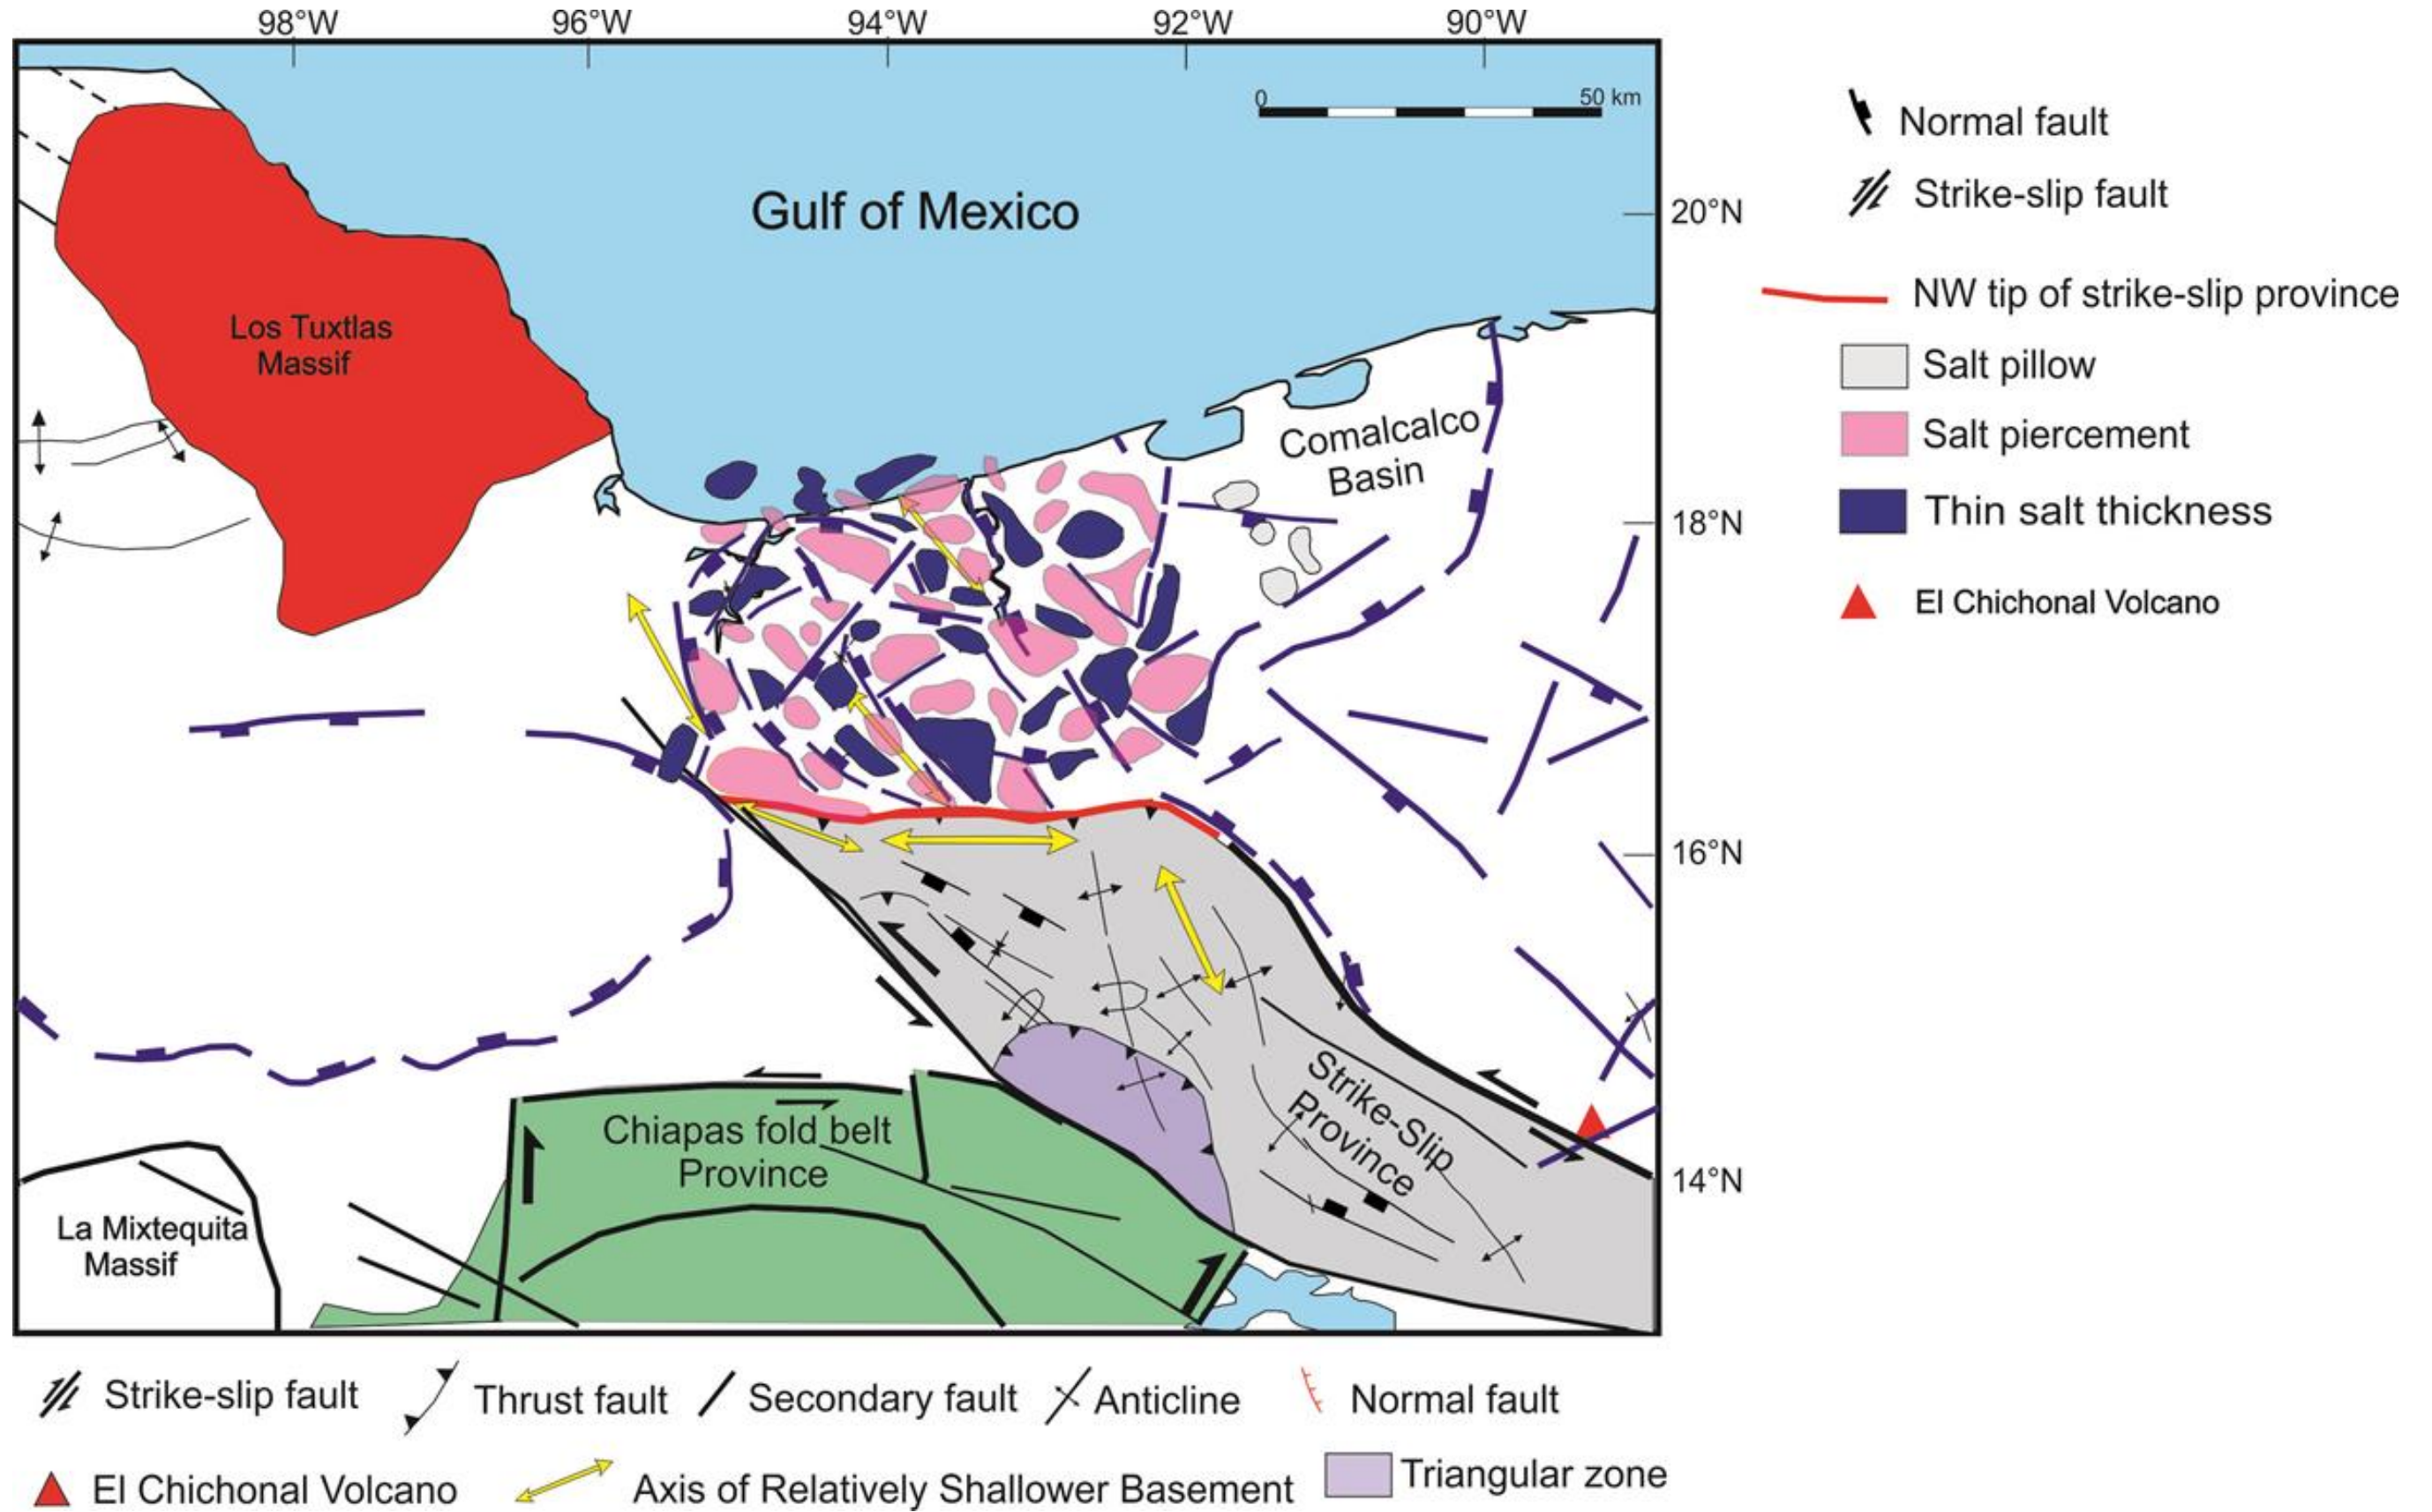 98°W 96°W 94°W 92°W 90°W
0 50 km
Normal fault
Strike-slip fault
Gulf of Mexico
20°N
NW tip of strike-slip province
Los Tuxtlas
Massif
Salt pillow
Salt piercement
Comalcalco
Basin
Thin salt thickness
18°N
El Chichonal Volcano
16°N
Strike-Slip
Province
Chiapas fold belt
Province
14°N
La Mixtequita
Massif
Strike-slip fault Thrust fault Secondary fault Anticline Normal fault
El Chichonal Volcano Axis of Relatively Shallower Basement Triangular zone